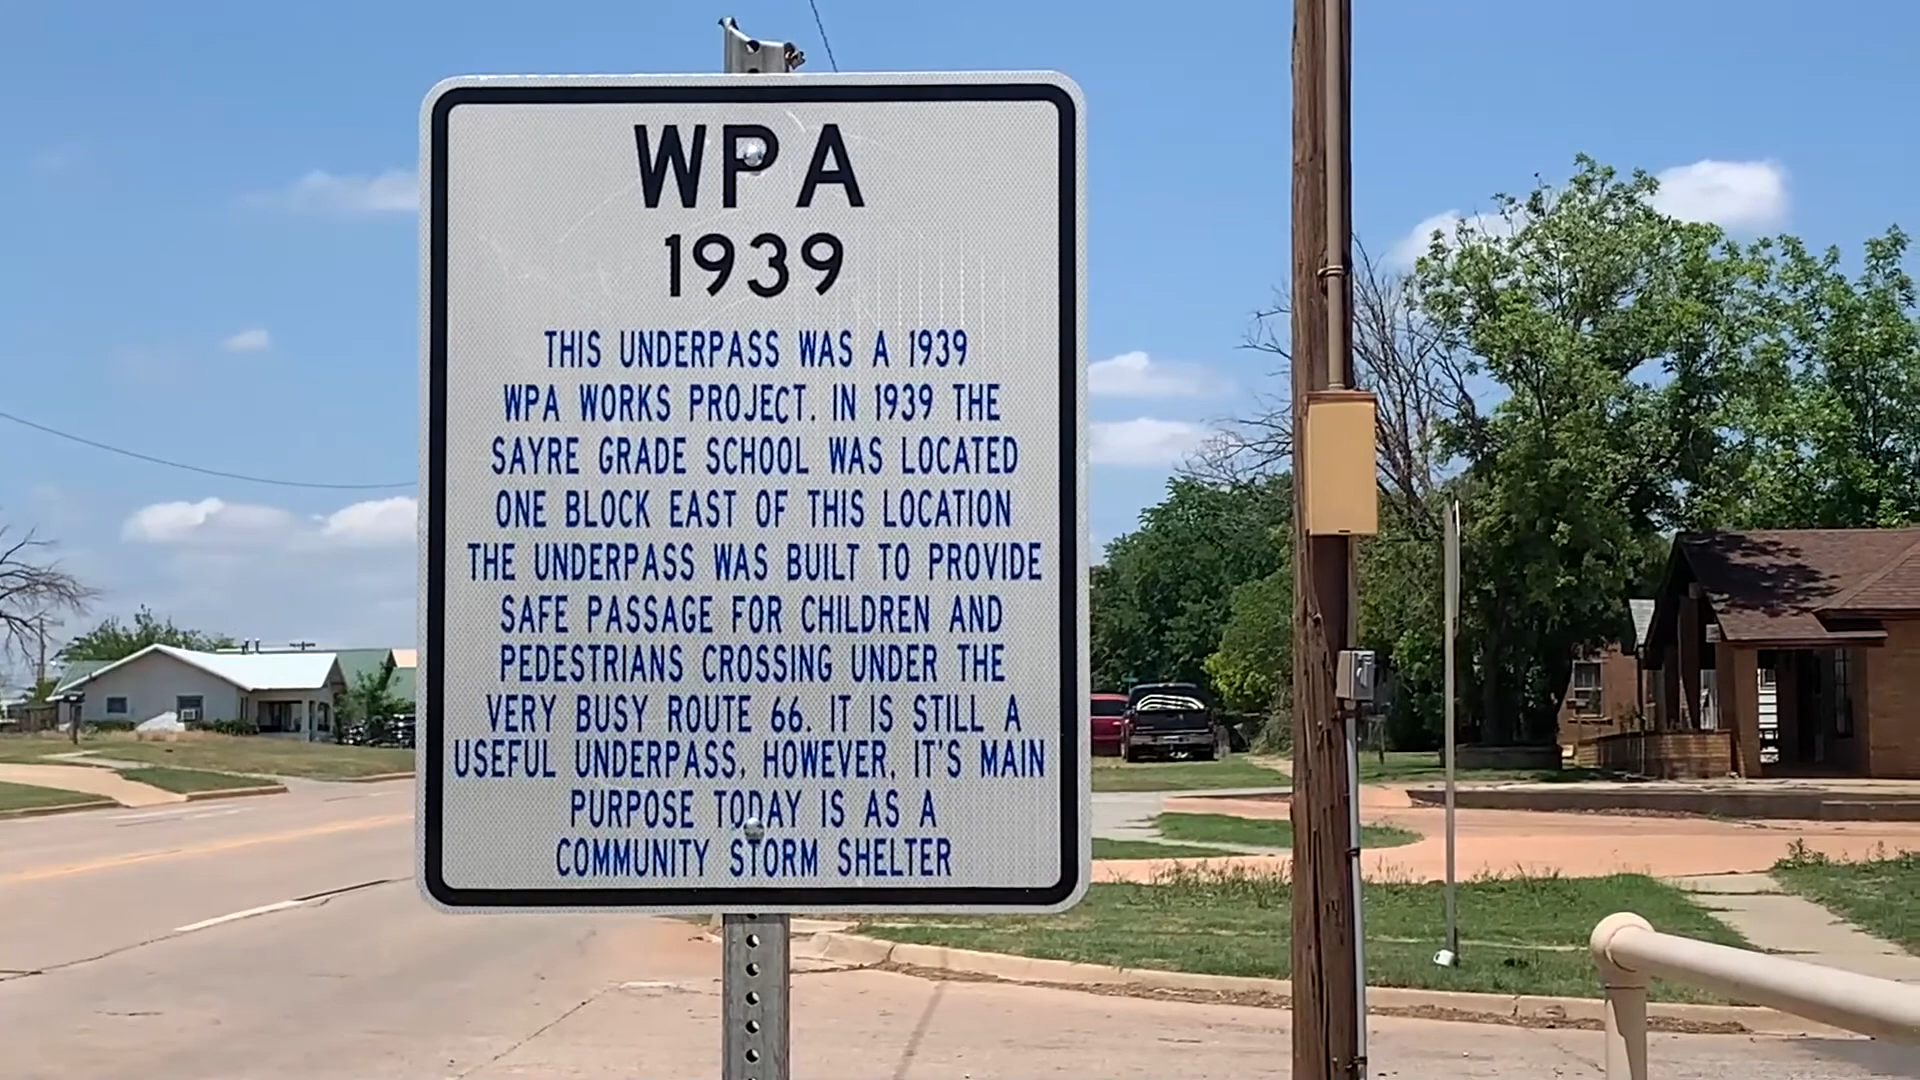 WPA
1939
THIS UNDERPASS WAS A 1939
WPA WORKS PROJECT. IN 1939 THE
SAYRE GRADE SCHOOL WAS LOCATED
ONE BLOCK EAST OF THIS LOCATION
THE UNDERPASS WAS BUILT TO PROVIDE
SAFE PASSAGE FOR CHILDREN AND
PEDESTRIANS CROSSING UNDER THE
VERY BUSY ROUTE 66. IT IS STILL A
USEFUL UNDERPASS, HOWEVER, IT'S MAIN
PURPOSE TODAY IS AS A
COMMUNITY STORM SHELTER